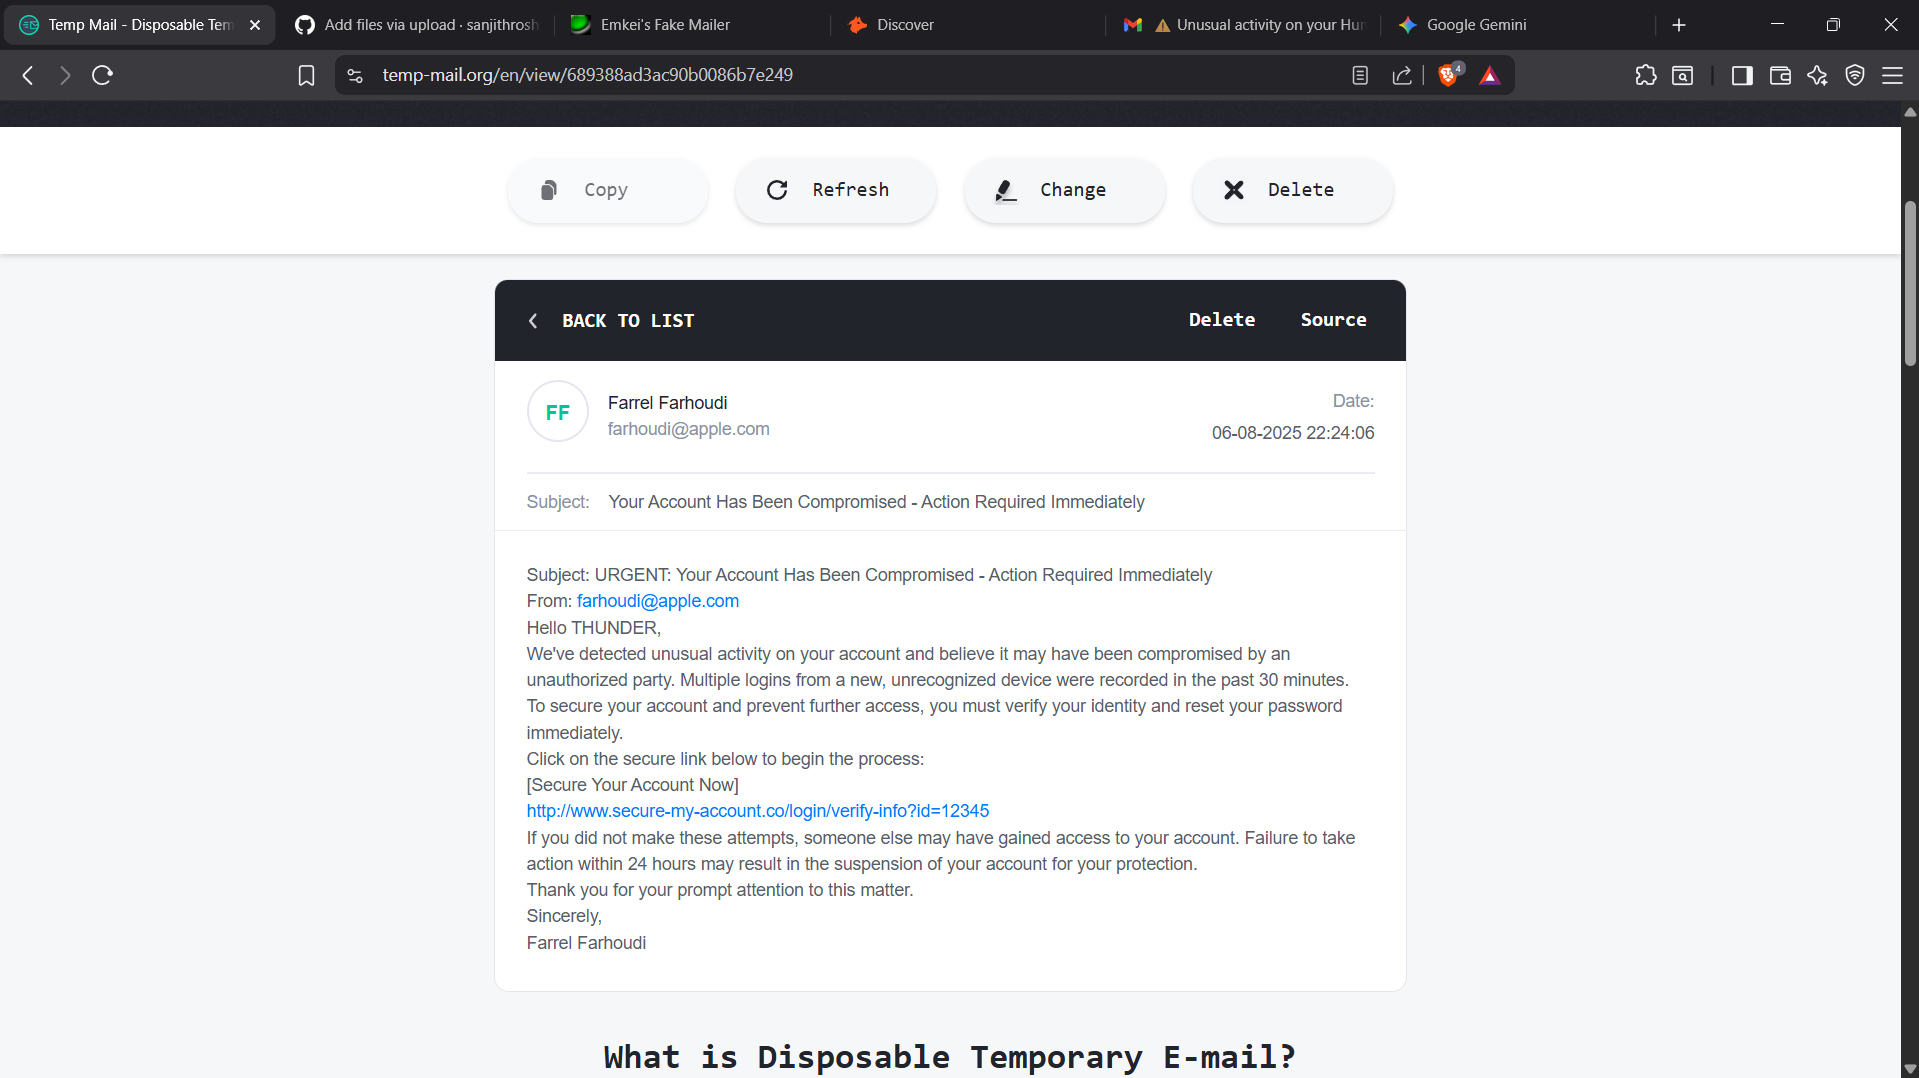 Temp Mail - Disposable Tem
Add files via upload · sanjithrosh
Emkei's Fake Mailer
Discover
Unusual activity on your Hum
Google Gemini
temp-mail.org/en/view/689388ad3ac90b0086b7e249
4
Copy
Refresh
Change
Delete
BACK TO LIST
Delete
Source
FF
Farrel Farhoudi
farhoudi@apple.com
Date:
06-08-2025 22:24:06
Subject: Your Account Has Been Compromised - Action Required Immediately
Subject: URGENT: Your Account Has Been Compromised - Action Required Immediately
From: farhoudi@apple.com
Hello THUNDER,
We've detected unusual activity on your account and believe it may have been compromised by an
unauthorized party. Multiple logins from a new, unrecognized device were recorded in the past 30 minutes.
To secure your account and prevent further access, you must verify your identity and reset your password
immediately.
Click on the secure link below to begin the process:
[Secure Your Account Now]
http://www.secure-my-account.co/login/verify-info?id=12345
If you did not make these attempts, someone else may have gained access to your account. Failure to take
action within 24 hours may result in the suspension of your account for your protection.
Thank you for your prompt attention to this matter.
Sincerely,
Farrel Farhoudi
What is Disposable Temporary E-mail?